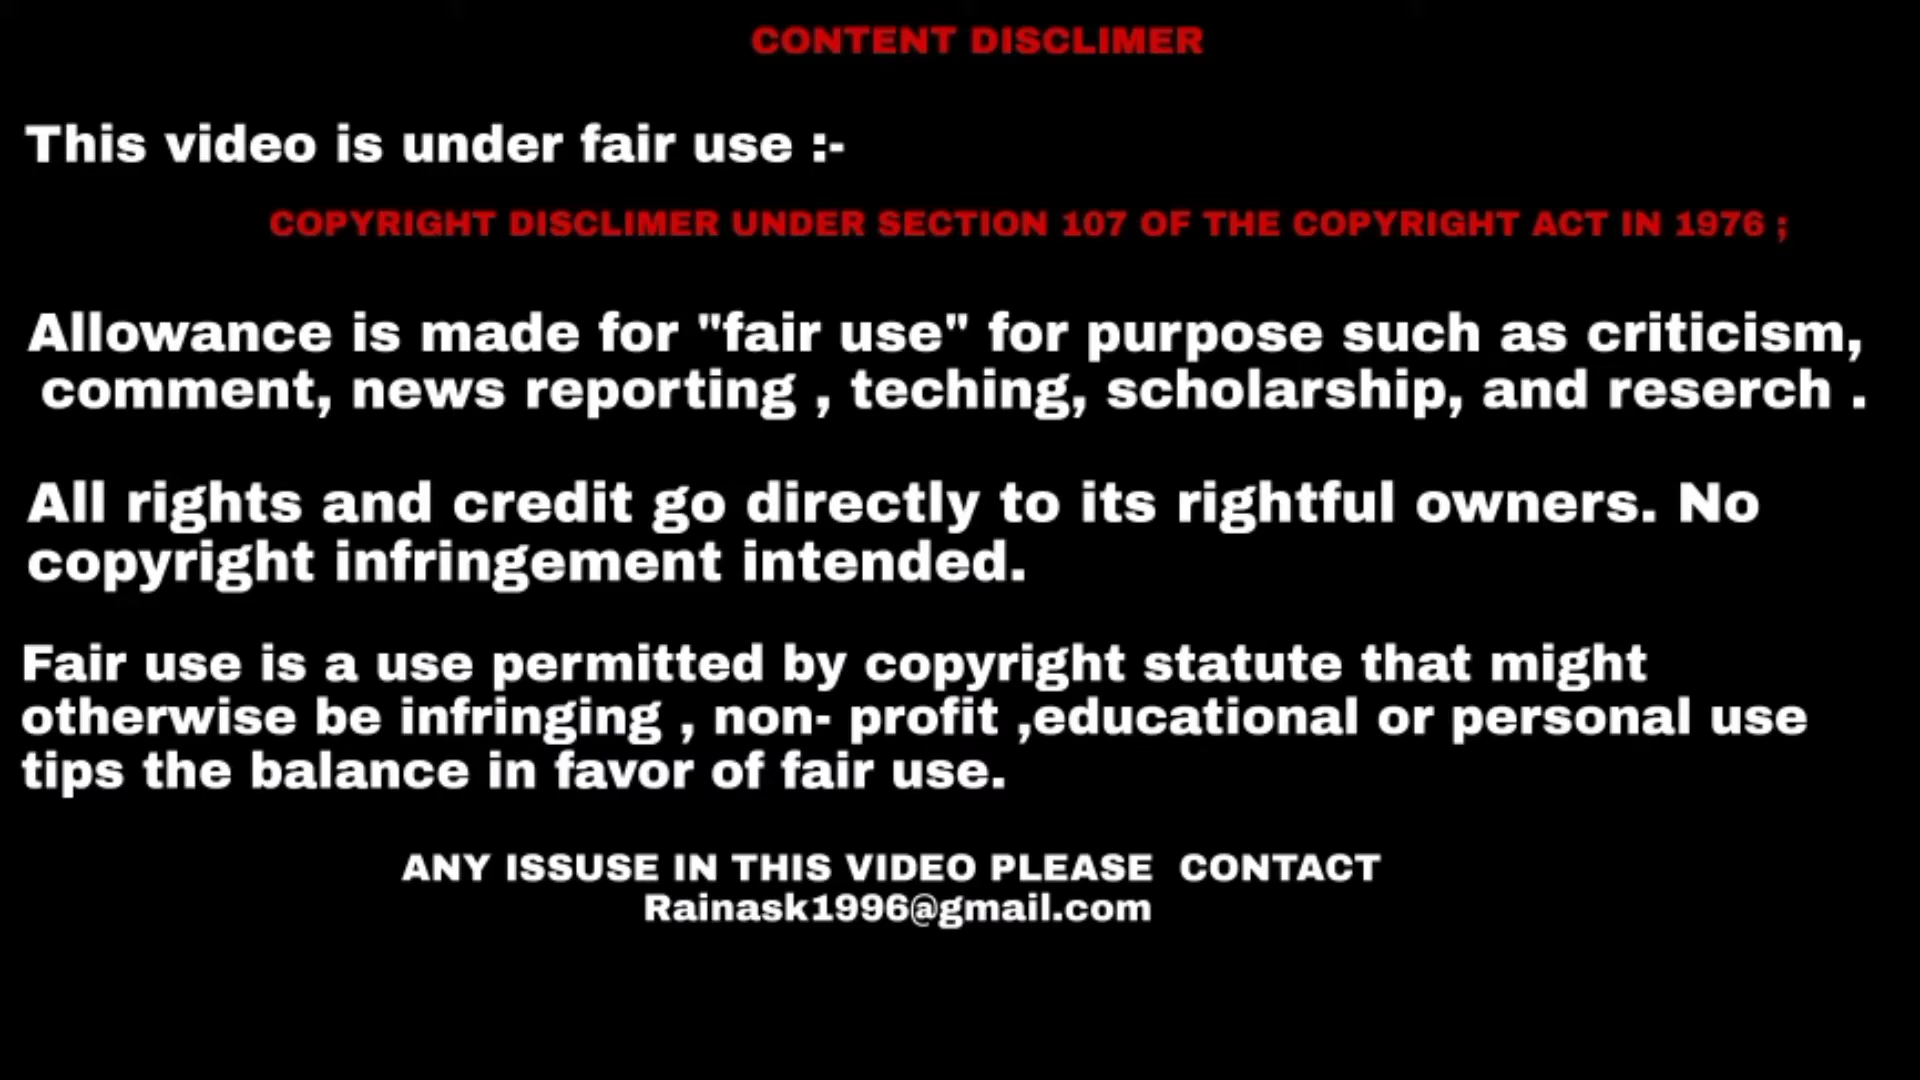 CONTENT DISCLIMER
This video is under fair use :-
COPYRIGHT DISCLIMER UNDER SECTION 107 OF THE COPYRIGHT ACT IN 1976 ;
Allowance is made for "fair use" for purpose such as criticism,
comment, news reporting , teching, scholarship, and reserch .
All rights and credit go directly to its rightful owners. No
copyright infringement intended.
Fair use is a use permitted by copyright statute that might
otherwise be infringing , non- profit ,educational or personal use
tips the balance in favor of fair use.
ANY ISSUSE IN THIS VIDEO PLEASE  CONTACT
Rainask1996@gmail.com